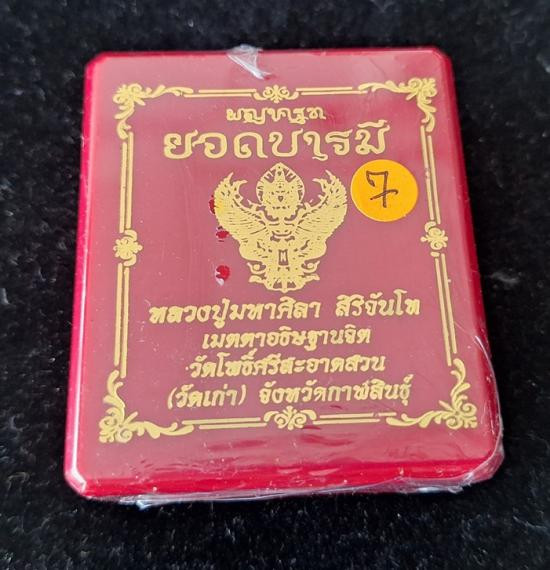 พญาครุฑ
ยอดบารมี
7
หลวงปู่มหาศิลา สิริจันโท
เมตตาอธิษฐานจิต
วัดโพธิ์ศรีสะอาดสวน
(วัดเก่า) จังหวัดกาฬสินธุ์